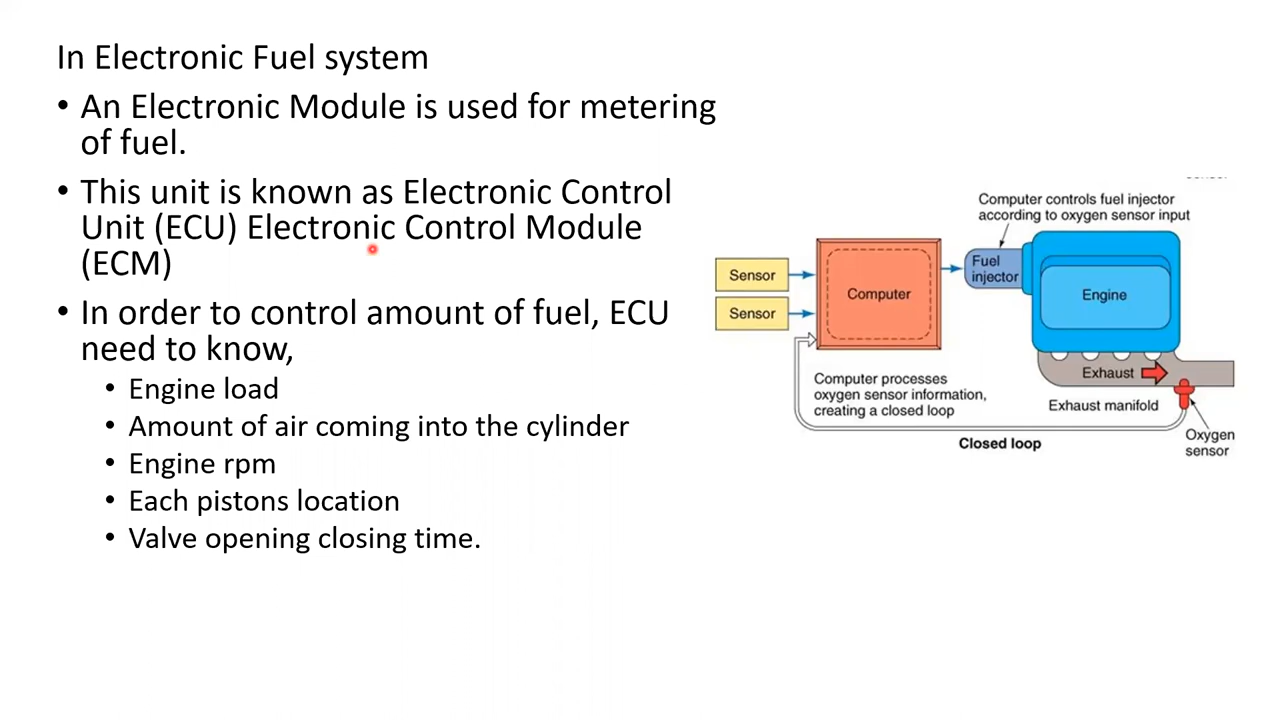 In Electronic Fuel system
• An Electronic Module is used for metering
of fuel.
• This unit is known as Electronic Control
Unit (ECU) Electronic Control Module
(ECM)
• In order to control amount of fuel, ECU
need to know,
• Engine load
• Amount of air coming into the cylinder
• Engine rpm
• Each pistons location
• Valve opening closing time.
Computer controls fuel injector
according to oxygen sensor input
Sensor
Sensor
Computer
Fuel
injector
Engine
Exhaust
Computer processes
oxygen sensor information,
creating a closed loop
Exhaust manifold
Closed loop
Oxygen
sensor